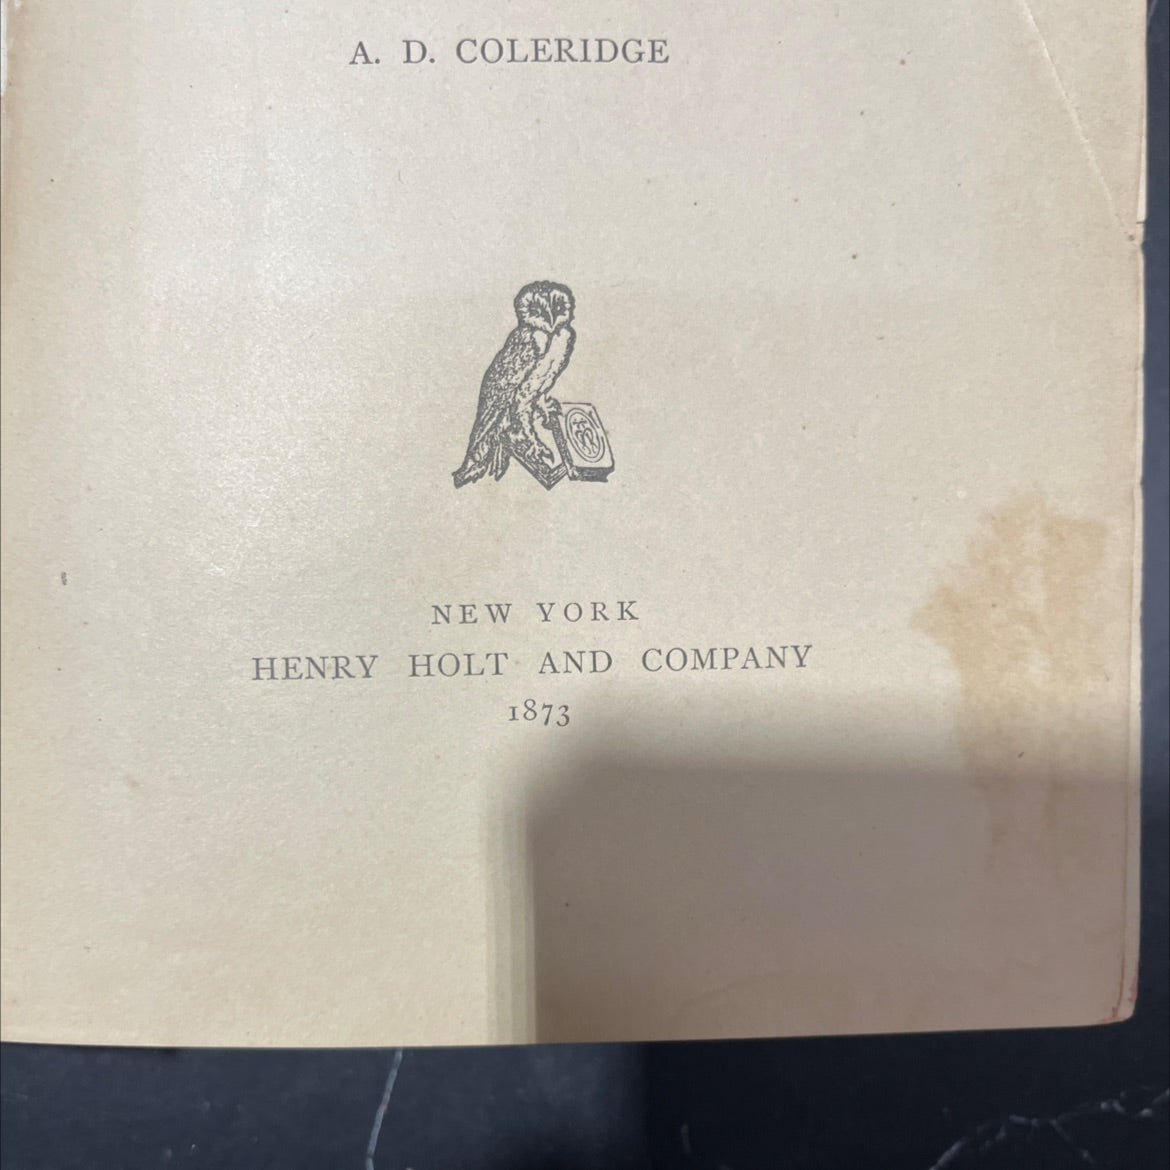 A. D. COLERIDGE
NEW YORK
HENRY HOLT AND COMPANY
1873